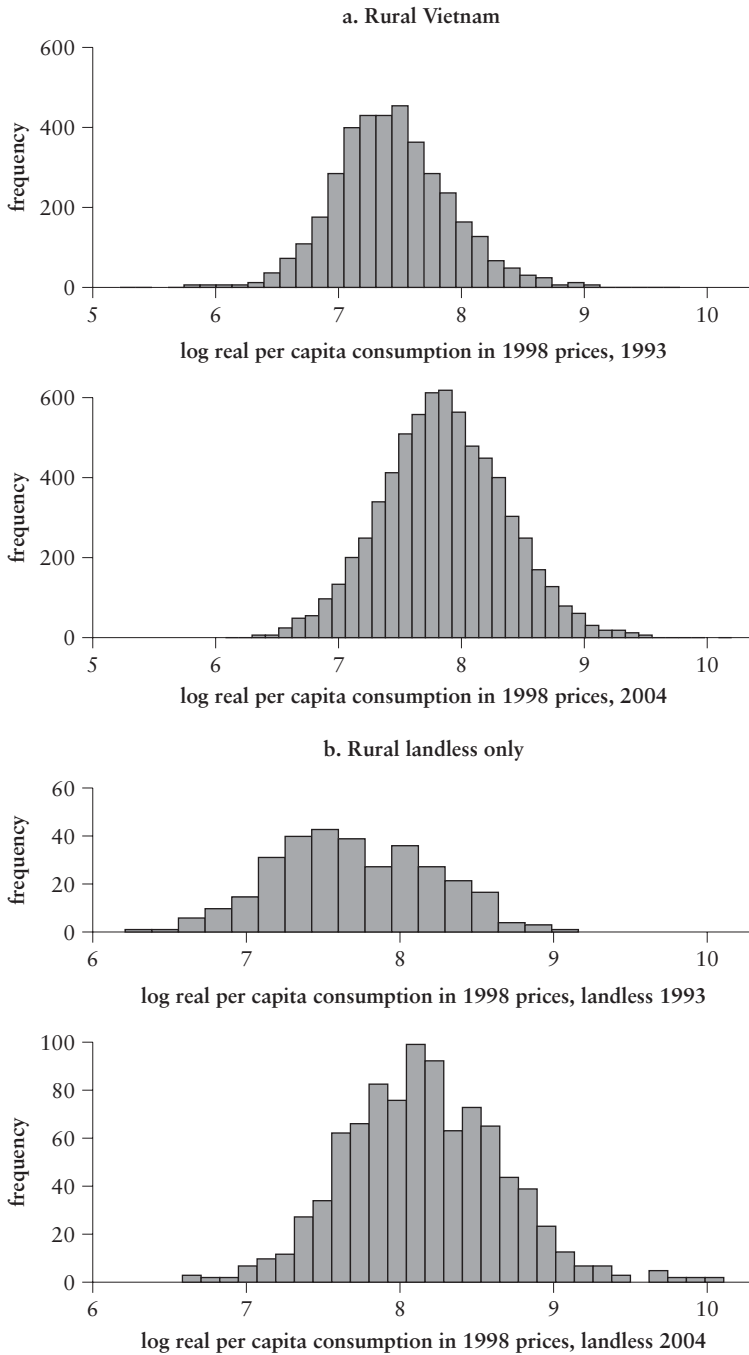 a. Rural Vietnam
600
400
200
0
frequency
5 6 7 8 9 10
log real per capita consumption in 1998 prices, 1993
600
400
200
0
frequency
5 6 7 8 9 10
log real per capita consumption in 1998 prices, 2004
b. Rural landless only
60
40
20
0
frequency
6 7 8 9 10
log real per capita consumption in 1998 prices, landless 1993
100
80
60
40
20
0
frequency
6 7 8 9 10
log real per capita consumption in 1998 prices, landless 2004